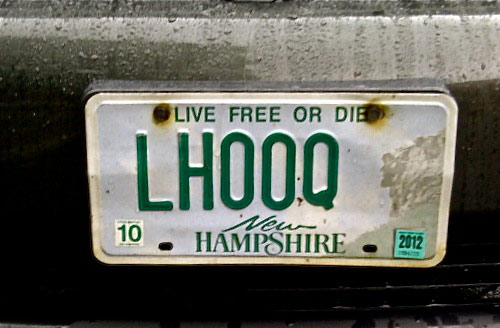 LIVE FREE OR DIE
LHOOQ
10
New
HAMPSHIRE
2012